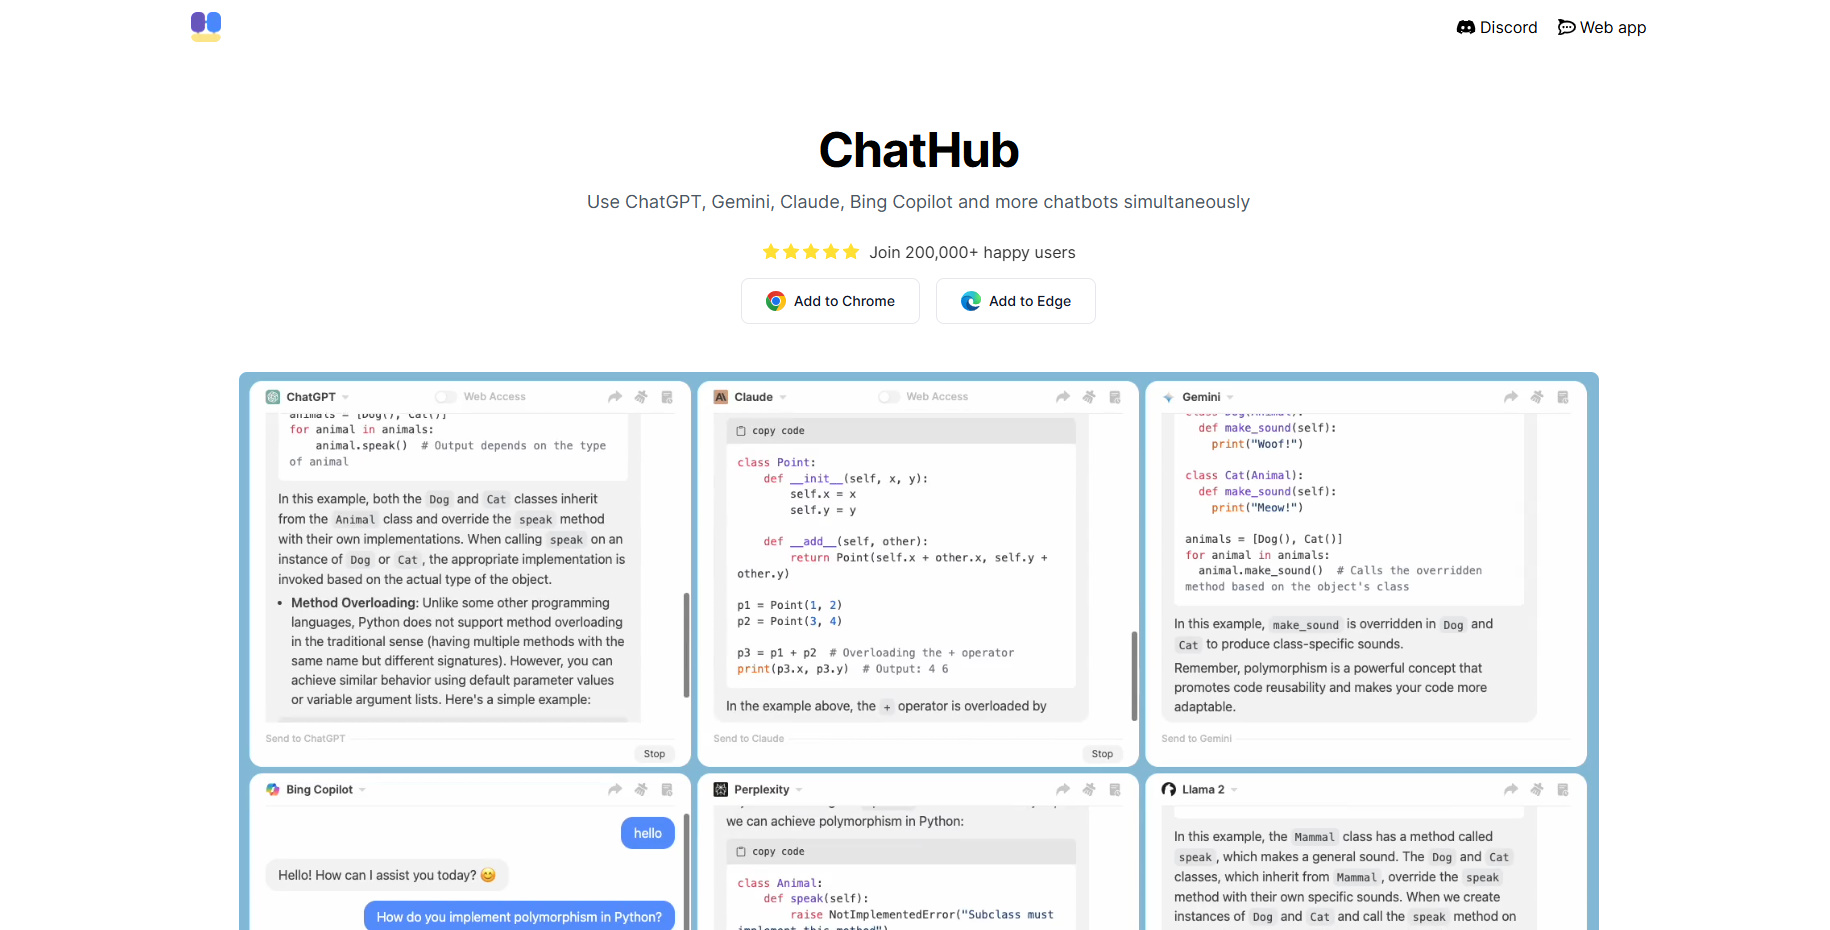 Discord
Web app
ChatHub
Use ChatGPT, Gemini, Claude, Bing Copilot and more chatbots simultaneously
Join 200,000+ happy users
Add to Chrome
Add to Edge
ChatGPT
Web Access
animals = [Dog(), Cat()]
for animal in animals:
    animal.speak()  # Output depends on the type
of animal
In this example, both the Dog and Cat classes inherit
from the Animal class and override the speak method
with their own implementations. When calling speak on an
instance of Dog or Cat , the appropriate implementation is
invoked based on the actual type of the object.
• Method Overloading: Unlike some other programming
languages, Python does not support method overloading
in the traditional sense (having multiple methods with the
same name but different signatures). However, you can
achieve similar behavior using default parameter values
or variable argument lists. Here's a simple example:
Send to ChatGPT
Stop
Claude
Web Access
copy code
class Point:
    def __init__(self, x, y):
        self.x = x
        self.y = y
    def __add__(self, other):
        return Point(self.x + other.x, self.y +
other.y)
p1 = Point(1, 2)
p2 = Point(3, 4)
p3 = p1 + p2  # Overloading the + operator
print(p3.x, p3.y)  # Output: 4 6
In the example above, the + operator is overloaded by
Send to Claude
Stop
Gemini
class Dog(Animal):
  def make_sound(self):
    print("Woof!")
class Cat(Animal):
  def make_sound(self):
    print("Meow!")
animals = [Dog(), Cat()]
for animal in animals:
  animal.make_sound()  # Calls the overridden
method based on the object's class
In this example, make_sound is overridden in Dog and
Cat to produce class-specific sounds.
Remember, polymorphism is a powerful concept that
promotes code reusability and makes your code more
adaptable.
Send to Gemini
Bing Copilot
hello
Hello! How can I assist you today? 😊
How do you implement polymorphism in Python?
Perplexity
we can achieve polymorphism in Python:
copy code
class Animal:
    def speak(self):
        raise NotImplementedError("Subclass must
implement this method")
Llama 2
In this example, the Mammal class has a method called
speak , which makes a general sound. The Dog and Cat
classes, which inherit from Mammal , override the speak
method with their own specific sounds. When we create
instances of Dog and Cat and call the speak method on